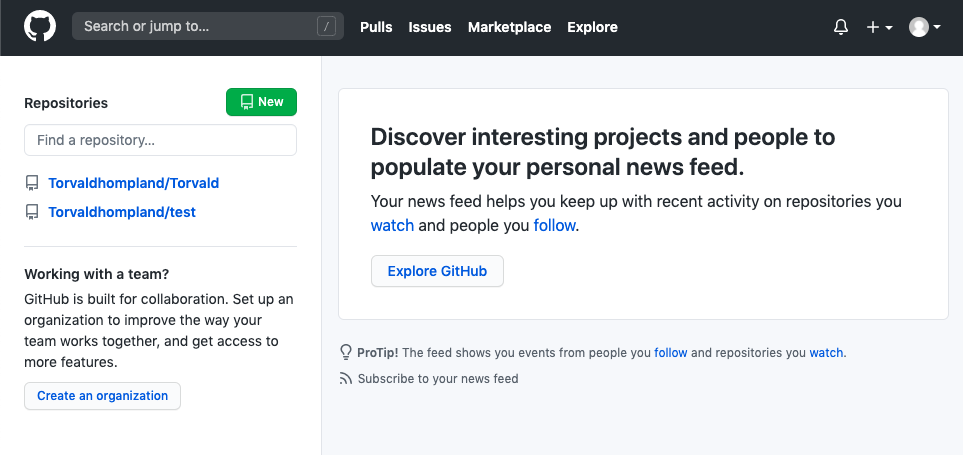 Search or jump to... /
Pulls Issues Marketplace Explore
Repositories
New
Find a repository...
Torvaldhompland/Torvald
Torvaldhompland/test
Working with a team?
GitHub is built for collaboration. Set up an
organization to improve the way your
team works together, and get access to
more features.
Create an organization
Discover interesting projects and people to
populate your personal news feed.
Your news feed helps you keep up with recent activity on repositories you
watch and people you follow.
Explore GitHub
ProTip! The feed shows you events from people you follow and repositories you watch.
Subscribe to your news feed